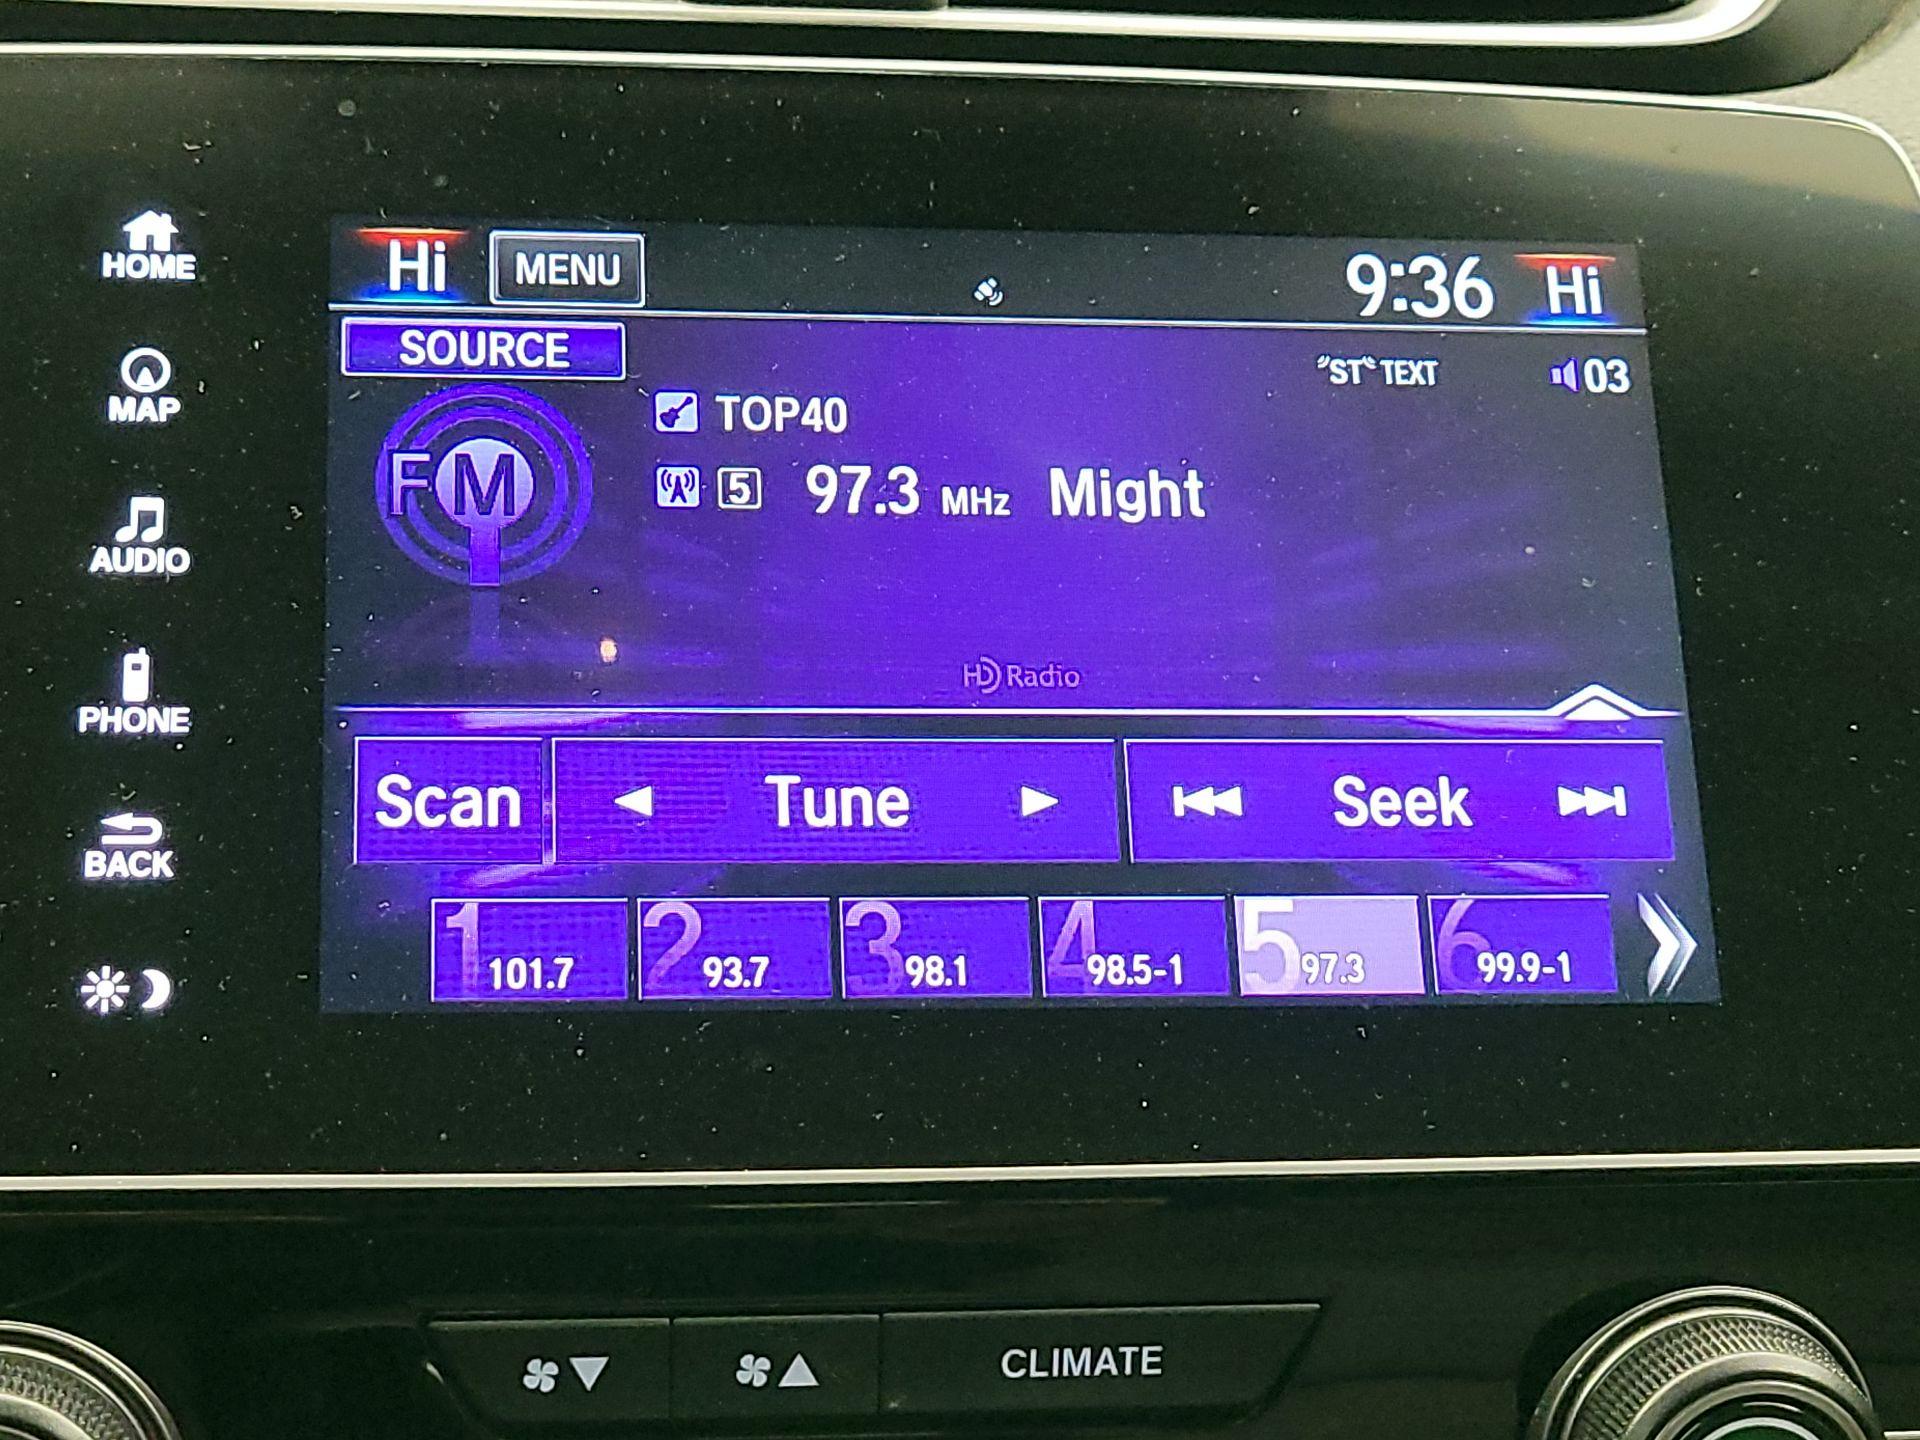 HOME
MAP
AUDIO
PHONE
BACK
Hi MENU 9:36 Hi
SOURCE
ST TEXT 03
FM
TOP40
5 97.3 MHz Might
HD Radio
Scan Tune Seek
1 101.7 2 93.7 3 98.1 4 98.5-1 5 97.3 6 99.9-1
CLIMATE